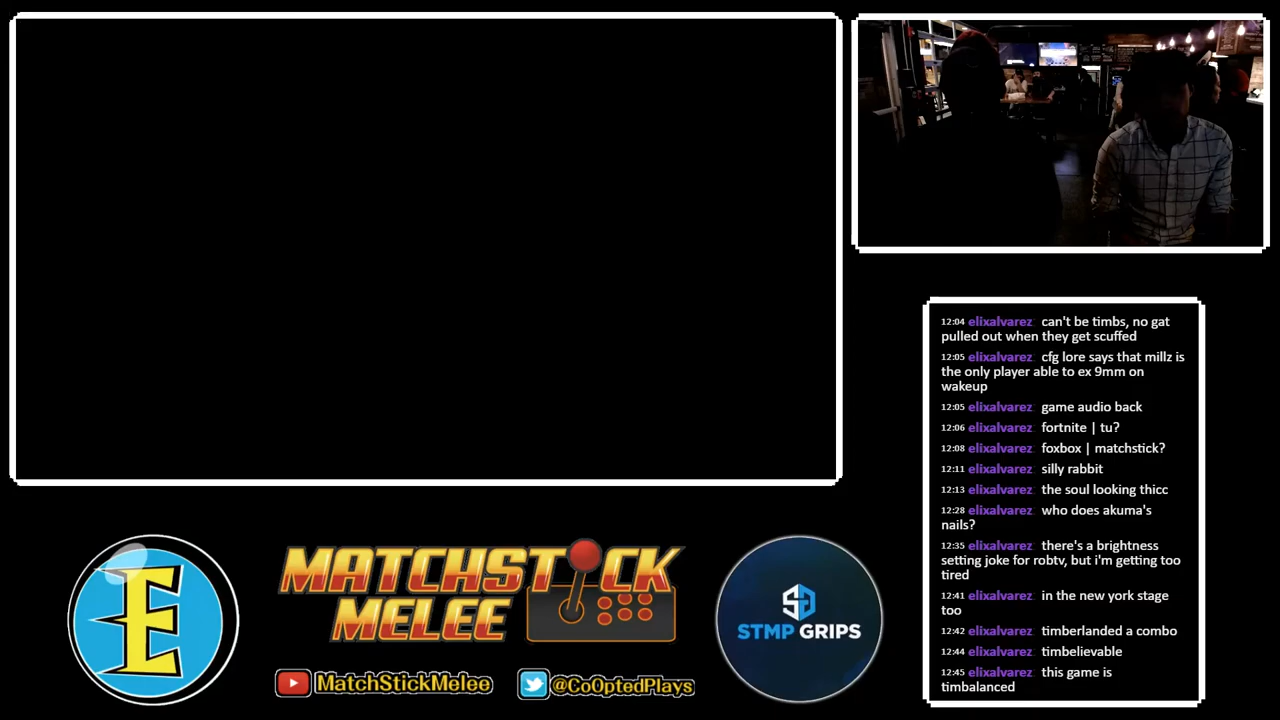 12:04 elixalvarez can't be timbs, no gat
pulled out when they get scuffed
12:05 elixalvarez cfg lore says that millz is
the only player able to ex 9mm on
wakeup
12:05 elixalvarez game audio back
12:06 elixalvarez fortnite | tu?
12:08 elixalvarez foxbox | matchstick?
12:11 elixalvarez silly rabbit
12:13 elixalvarez the soul looking thicc
12:28 elixalvarez who does akuma's
nails?
12:35 elixalvarez there's a brightness
setting joke for robtv, but i'm getting too
tired
12:41 elixalvarez in the new york stage
too
12:42 elixalvarez timberlanded a combo
12:44 elixalvarez timbelievable
12:45 elixalvarez this game is
timbalanced
E
MATCHSTICK
MELEE
MatchStickMelee
@CoOptedPlays
SG
STMP GRIPS